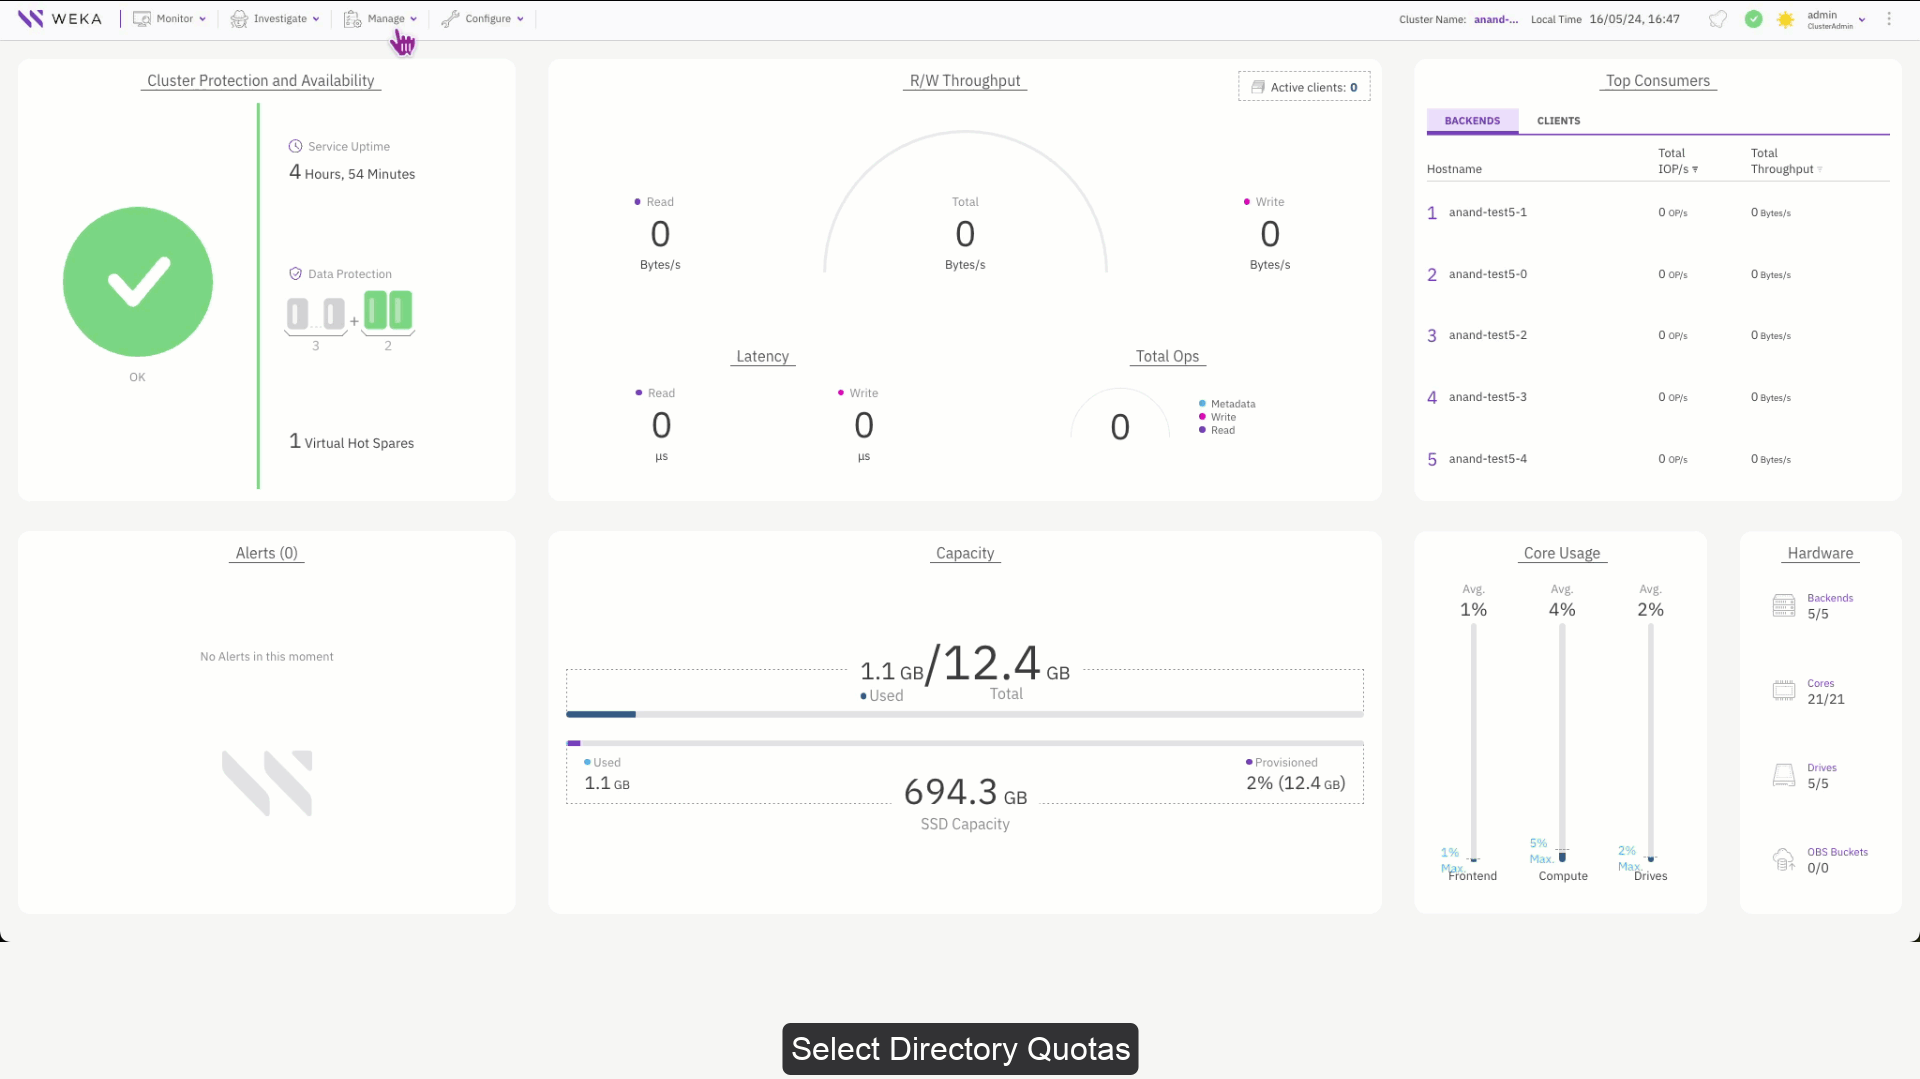 WEKA
Monitor
Investigate
Manage
Configure
Cluster Name: anand-...
Local Time 16/05/24, 16:47
admin
ClusterAdmin
Cluster Protection and Availability
Service Uptime
4 Hours, 54 Minutes
Data Protection
+
3
2
OK
1 Virtual Hot Spares
R/W Throughput
Active clients: 0
Read
0
Bytes/s
Total
0
Bytes/s
Write
0
Bytes/s
Latency
Read
0
µs
Write
0
µs
Total Ops
0
Metadata
Write
Read
Top Consumers
BACKENDS
CLIENTS
Hostname
Total
IOP/s
Total
Throughput
1 anand-test5-1 0 OP/s 0 Bytes/s
2 anand-test5-0 0 OP/s 0 Bytes/s
3 anand-test5-2 0 OP/s 0 Bytes/s
4 anand-test5-3 0 OP/s 0 Bytes/s
5 anand-test5-4 0 OP/s 0 Bytes/s
Alerts (0)
No Alerts in this moment
Capacity
1.1 GB/12.4 GB
Used
Total
Used
1.1 GB
694.3 GB
SSD Capacity
Provisioned
2% (12.4 GB)
Core Usage
Avg.
1%
1%
Max.
Frontend
Avg.
4%
5%
Max.
Compute
Avg.
2%
2%
Max.
Drives
Hardware
Backends
5/5
Cores
21/21
Drives
5/5
OBS Buckets
0/0
Select Directory Quotas